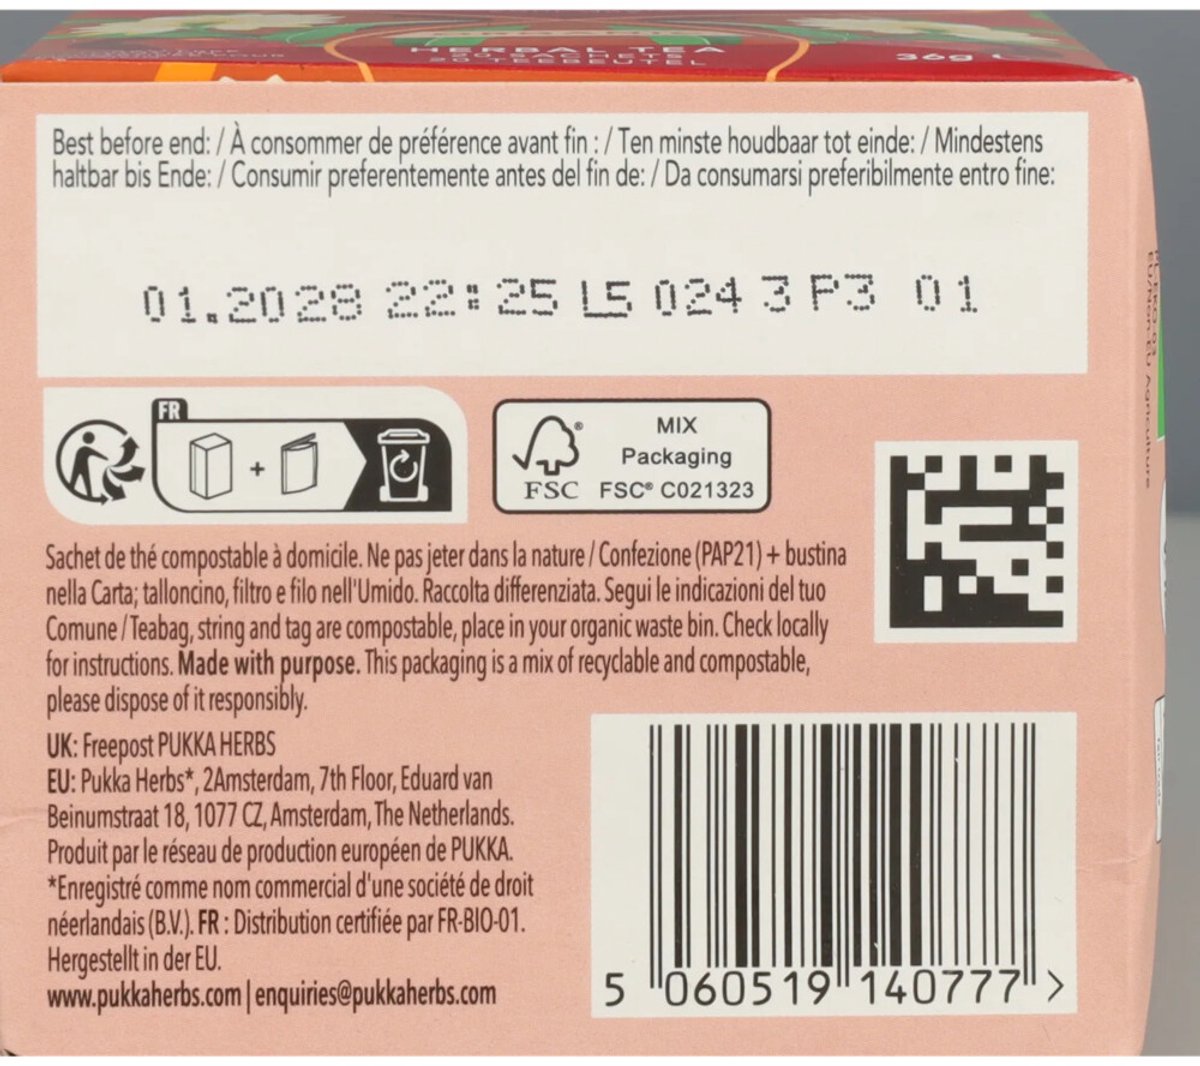 HERBAL TEA
20 SACHETS
20 TEEBEUTEL
36g
Best before end: / À consommer de préférence avant fin : / Ten minste houdbaar tot einde: / Mindestens
haltbar bis Ende: / Consumir preferentemente antes del fin de: / Da consumarsi preferibilmente entro fine:
01.2028 22:25 L5 024 3 P3 01
FR
+
MIX
Packaging
FSC FSC® C021323
Sachet de thé compostable à domicile. Ne pas jeter dans la nature / Confezione (PAP21) + bustina
nella Carta; talloncino, filtro e filo nell'Umido. Raccolta differenziata. Segui le indicazioni del tuo
Comune / Teabag, string and tag are compostable, place in your organic waste bin. Check locally
for instructions. Made with purpose. This packaging is a mix of recyclable and compostable,
please dispose of it responsibly.
UK: Freepost PUKKA HERBS
EU: Pukka Herbs*, 2Amsterdam, 7th Floor, Eduard van
Beinumstraat 18, 1077 CZ, Amsterdam, The Netherlands.
Produit par le réseau de production européen de PUKKA.
*Enregistré comme nom commercial d'une société de droit
néerlandais (B.V.). FR : Distribution certifiée par FR-BIO-01.
Hergestellt in der EU.
www.pukkaherbs.com | enquiries@pukkaherbs.com
5 060519 140777 >
EU/Non-EU Agriculture